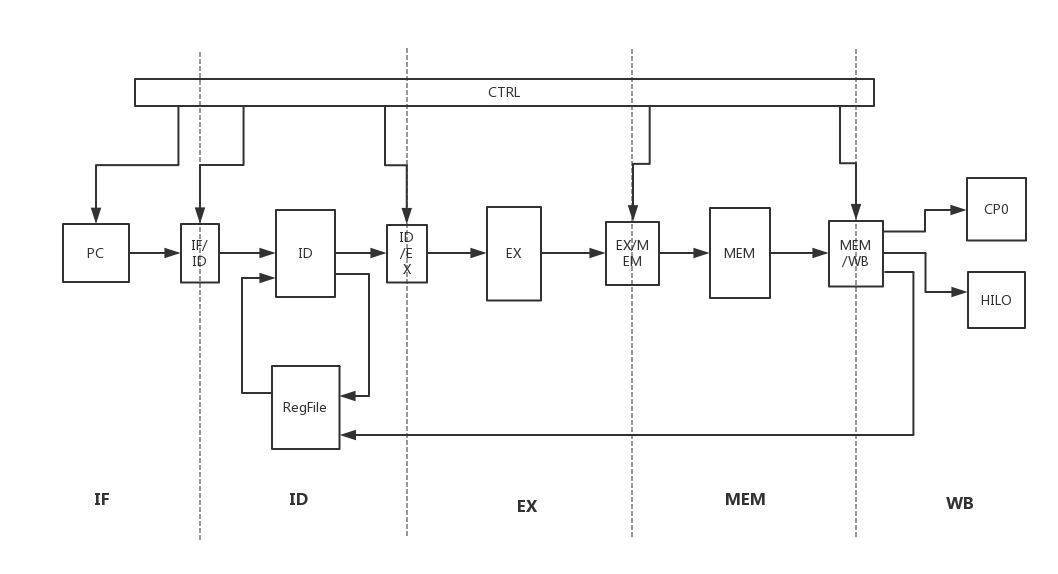 CTRL
PC
IF/
ID
ID
ID
/E
X
EX
EX/M
EM
MEM
MEM
/WB
CP0
HILO
RegFile
IF
ID
EX
MEM
WB